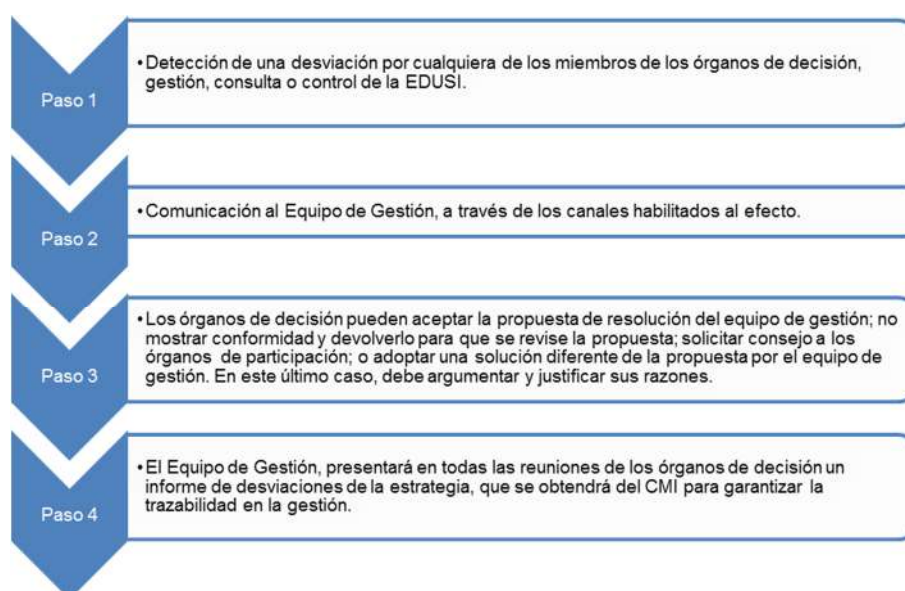 Paso 1
•Detección de una desviación por cualquiera de los miembros de los órganos de decisión,
gestión, consulta o control de la EDUSI.
Paso 2
•Comunicación al Equipo de Gestión, a través de los canales habilitados al efecto.
Paso 3
•Los órganos de decisión pueden aceptar la propuesta de resolución del equipo de gestión; no
mostrar conformidad y devolverlo para que se revise la propuesta; solicitar consejo a los
órganos de participación; o adoptar una solución diferente de la propuesta por el equipo de
gestión. En este último caso, debe argumentar y justificar sus razones.
Paso 4
•El Equipo de Gestión, presentará en todas las reuniones de los órganos de decisión un
informe de desviaciones de la estrategia, que se obtendrá del CMI para garantizar la
trazabilidad en la gestión.